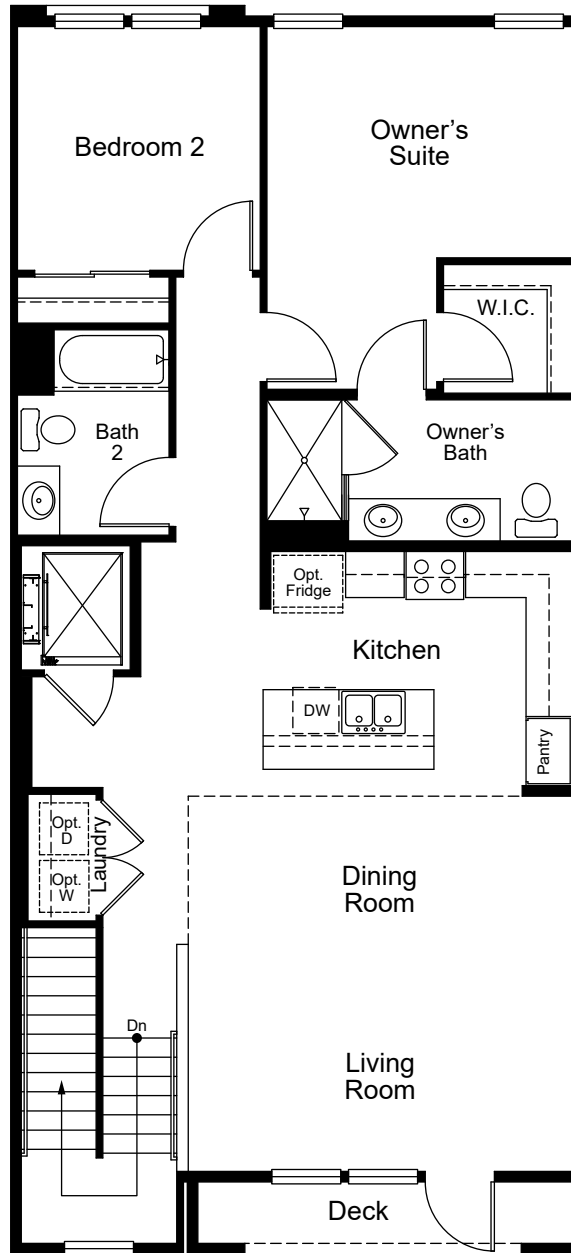 Bedroom 2
Owner’s
Suite
W.I.C.
Bath
2
Owner’s
Bath
Opt.
Fridge
Kitchen
DW
Pantry
Opt.
D
Laundry
Opt.
W
Dining
Room
Dn
Living
Room
Deck